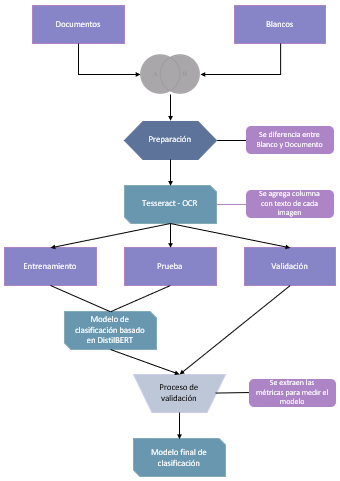 Documentos
Blancos
Preparación
Se diferencia entre
Blanco y Documento
Tesseract - OCR
Se agrega columna
con texto de cada
imagen
Entrenamiento
Prueba
Validación
Modelo de
clasificación basado
en DistilBERT
Proceso de
validación
Se extraen las
métricas para medir el
modelo
Modelo final de
clasificación